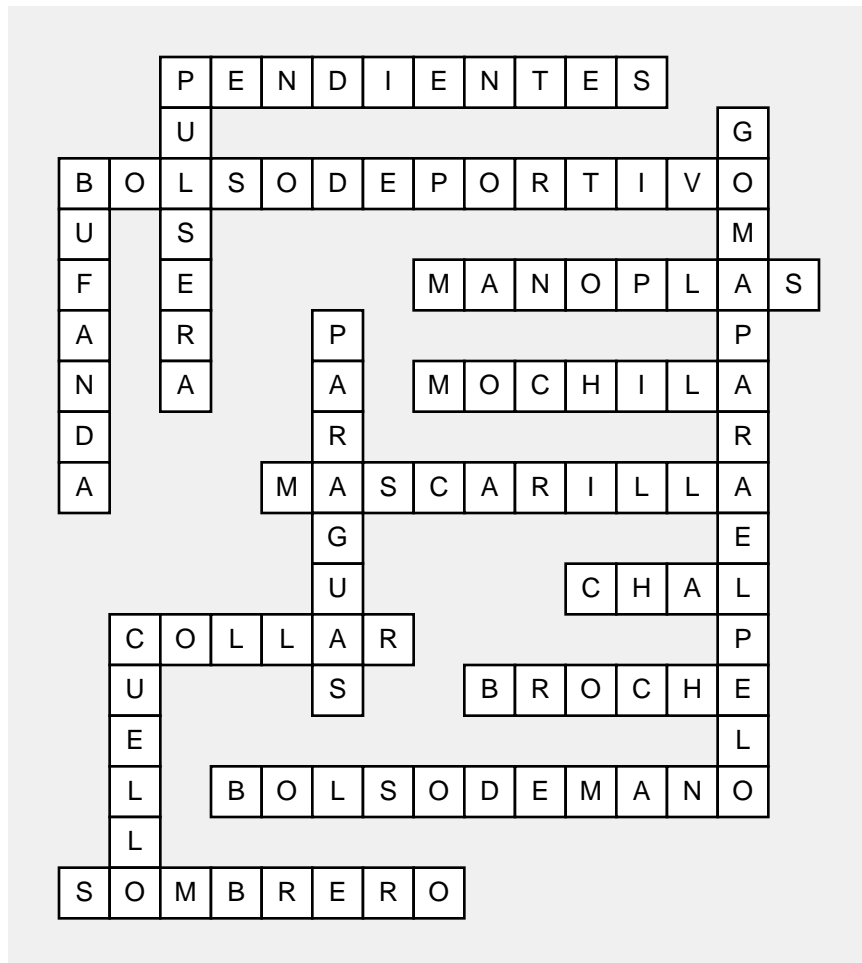 PENDIENTES
U G
BOLSODEPORTIVO
U S M
F E MANOPLAS
A R P P
N A A MOCHILA
D R R
A MASCARILLA
G E
U CHAL
COLLAR P
U S BROCHE
E L
L BOLSODEMANO
L
SOMBRERO